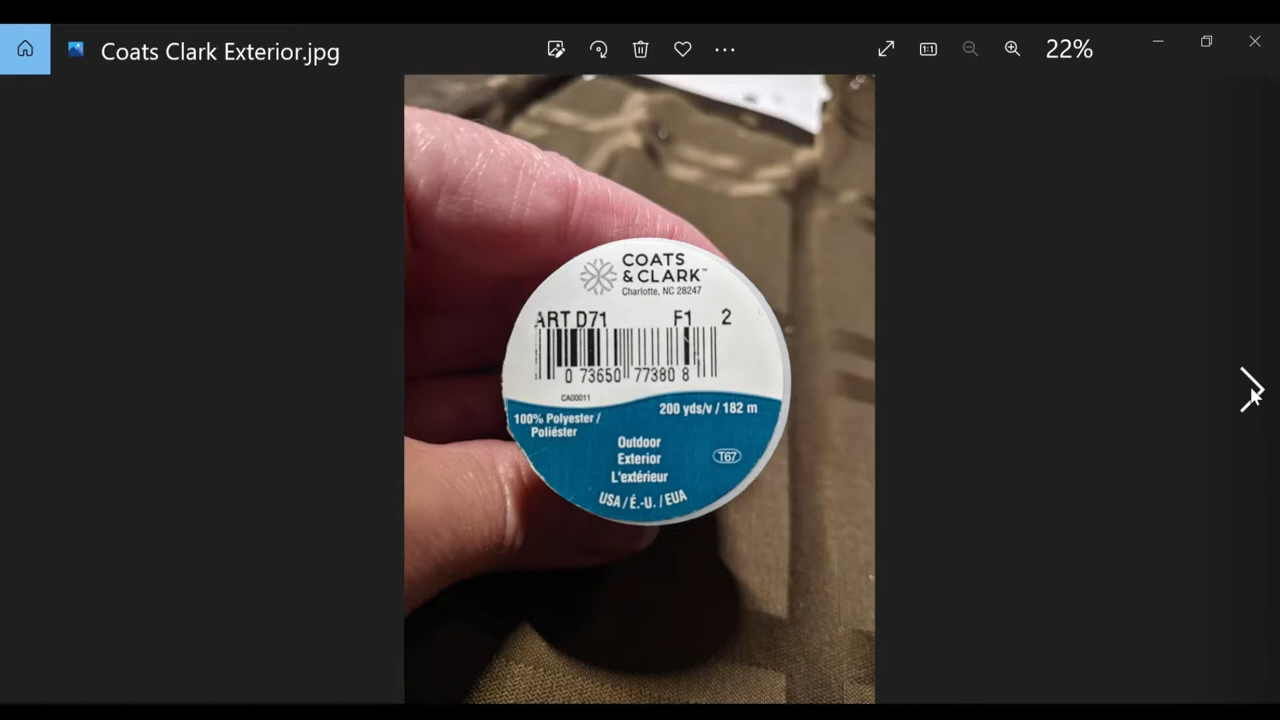 Coats Clark Exterior.jpg
22%
COATS
& CLARK™
Charlotte, NC 28247
ART D71 F1 2
0 73650 77380 8
CA00011
100% Polyester /
Poliéster
200 yds/v / 182 m
Outdoor
Exterior
L'extérieur
T67
USA / É.-U. / EUA